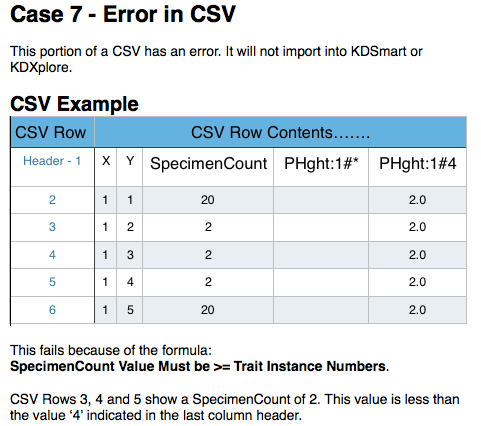 Case 7 - Error in CSV
This portion of a CSV has an error. It will not import into KDSmart or
KDXplore.
CSV Example
CSV Row CSV Row Contents…….
Header - 1 X Y SpecimenCount PHght:1#* PHght:1#4
2 1 1 20 2.0
3 1 2 2 2.0
4 1 3 2 2.0
5 1 4 2 2.0
6 1 5 20 2.0
This fails because of the formula:
SpecimenCount Value Must be >= Trait Instance Numbers.
CSV Rows 3, 4 and 5 show a SpecimenCount of 2. This value is less than
the value ‘4’ indicated in the last column header.